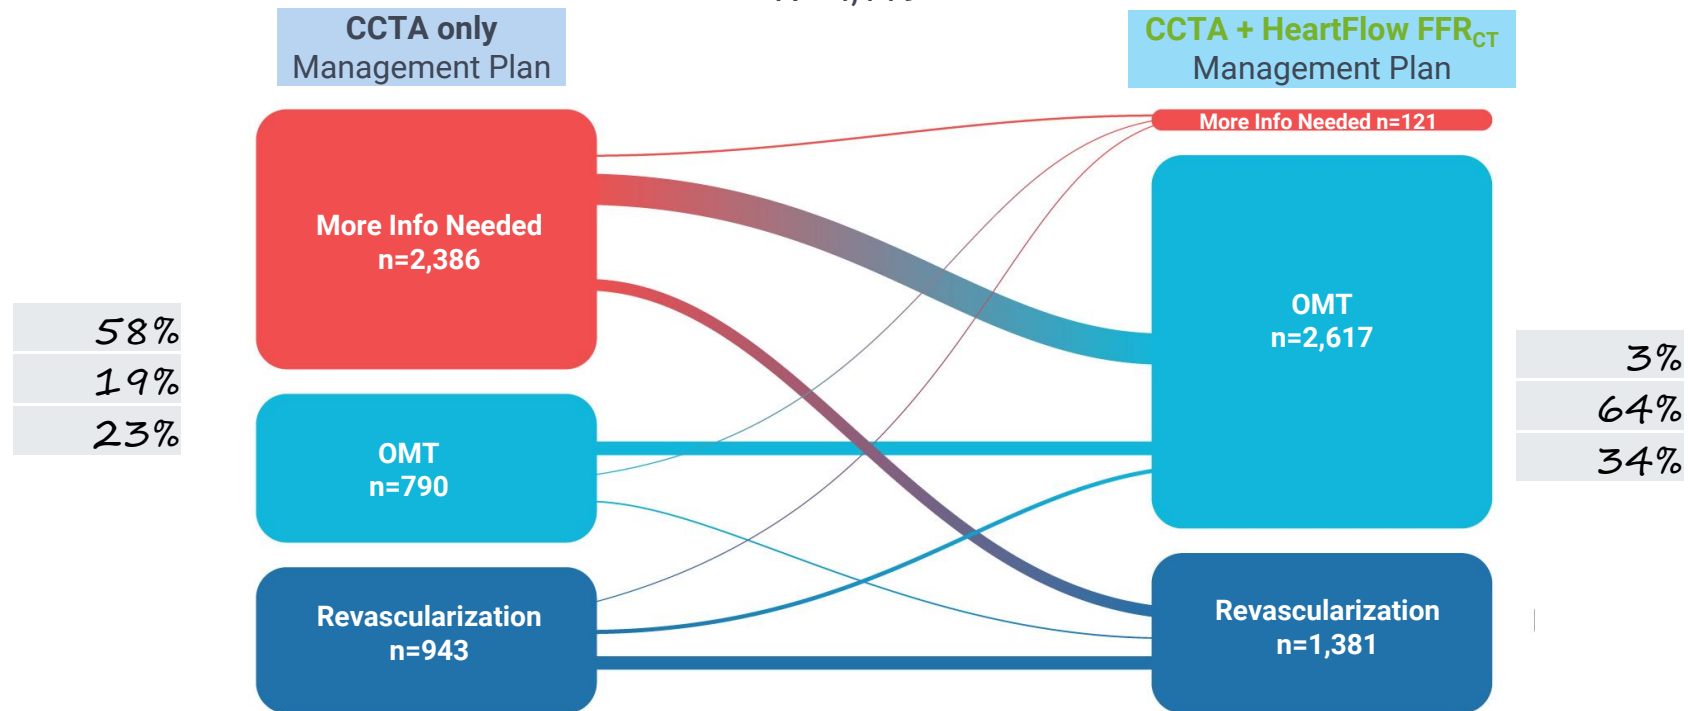 CCTA only
Management Plan
CCTA + HeartFlow FFRCT
Management Plan
More Info Needed
n=2,386
More Info Needed n=121
OMT
n=2,617
58%
19%
23%
3%
64%
34%
OMT
n=790
Revascularization
n=943
Revascularization
n=1,381